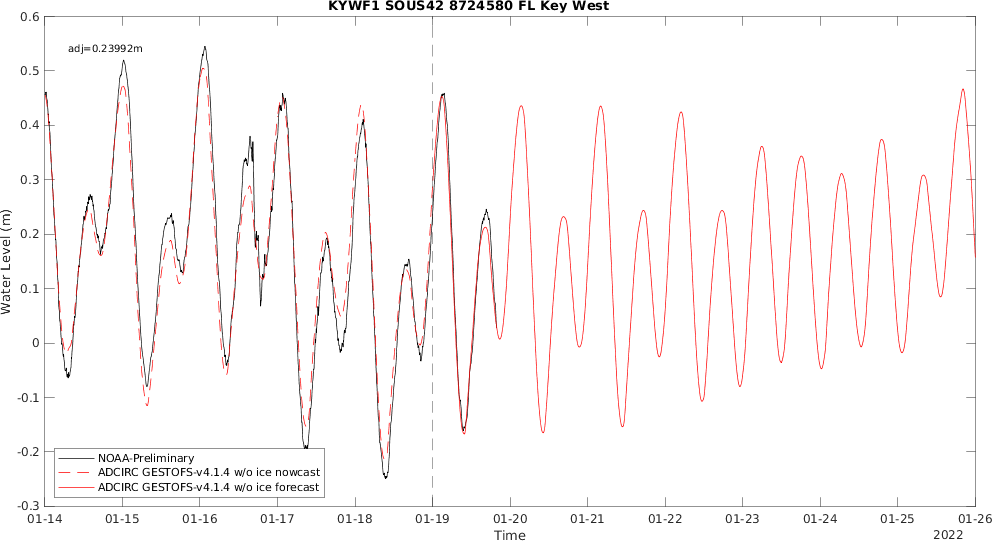 KYWF1 SOUS42 8724580 FL Key West
adj=0.23992m
0.6
0.5
0.4
0.3
0.2
0.1
0
-0.1
-0.2
-0.3
Water Level (m)
NOAA-Preliminary
ADCIRC GESTOFS-v4.1.4 w/o ice nowcast
ADCIRC GESTOFS-v4.1.4 w/o ice forecast
01-14 01-15 01-16 01-17 01-18 01-19 01-20 01-21 01-22 01-23 01-24 01-25 01-26
Time
2022